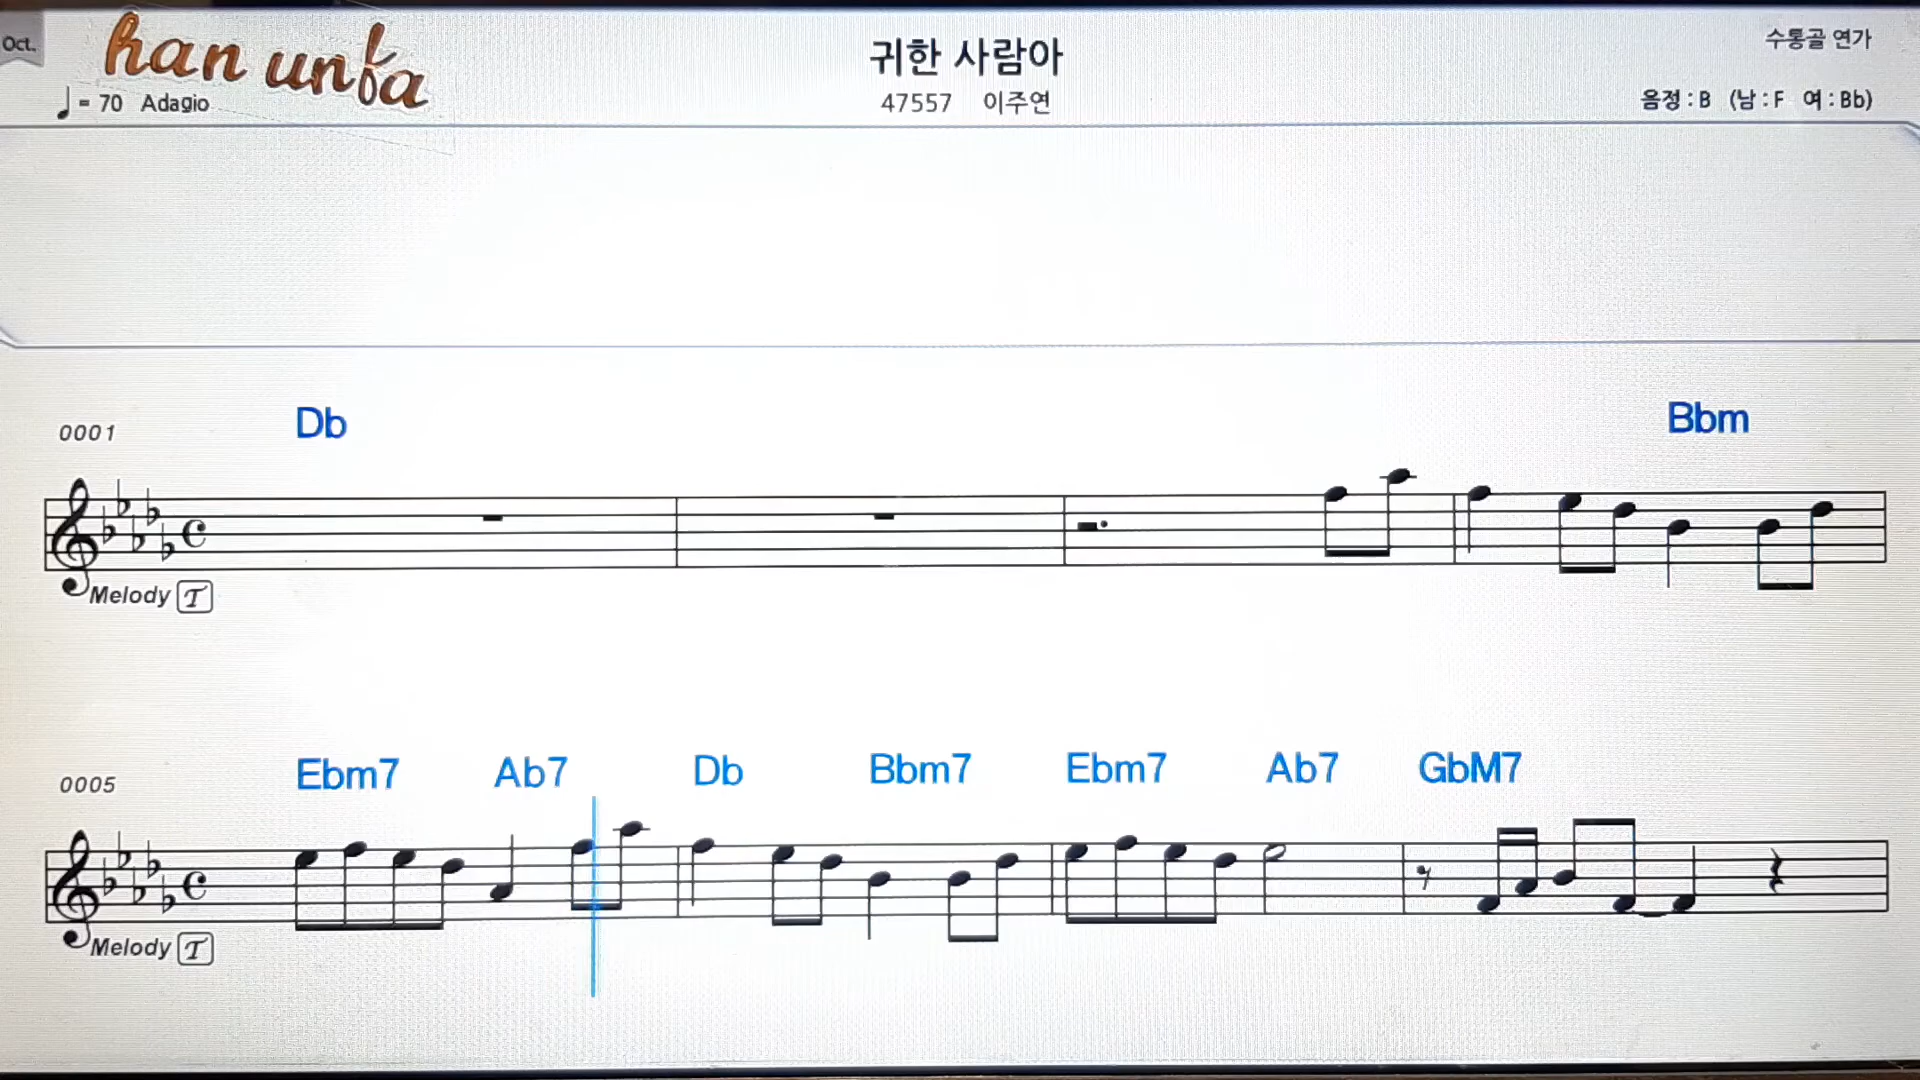 Oct.
han unfa
귀한 사람아
수통골 연가
♩ = 70 Adagio
47557 이주연
음정 : B (남 : F 여 : Bb)
0001 Db Bbm
Melody T
0005 Ebm7 Ab7 Db Bbm7 Ebm7 Ab7 GbM7
Melody T